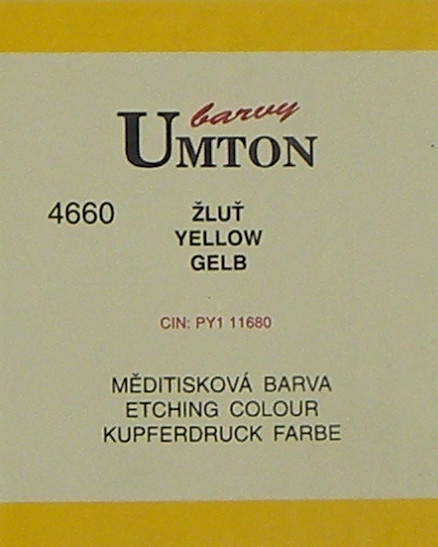 barvy
UMTON
4660 ŽLUŤ
YELLOW
GELB
CIN: PY1 11680
MĚDITISKOVÁ BARVA
ETCHING COLOUR
KUPFERDRUCK FARBE